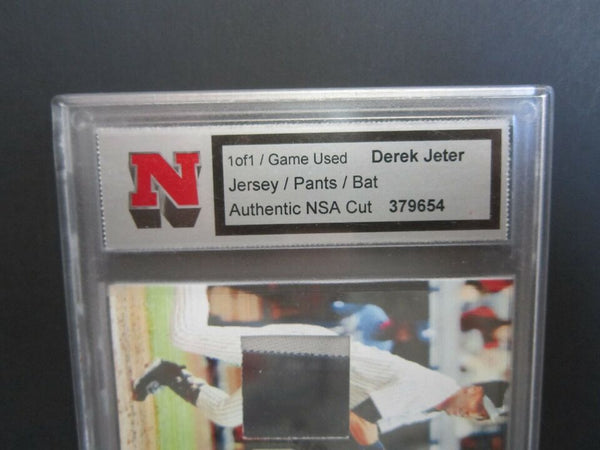 N
1of1 / Game Used Derek Jeter
Jersey / Pants / Bat
Authentic NSA Cut 379654